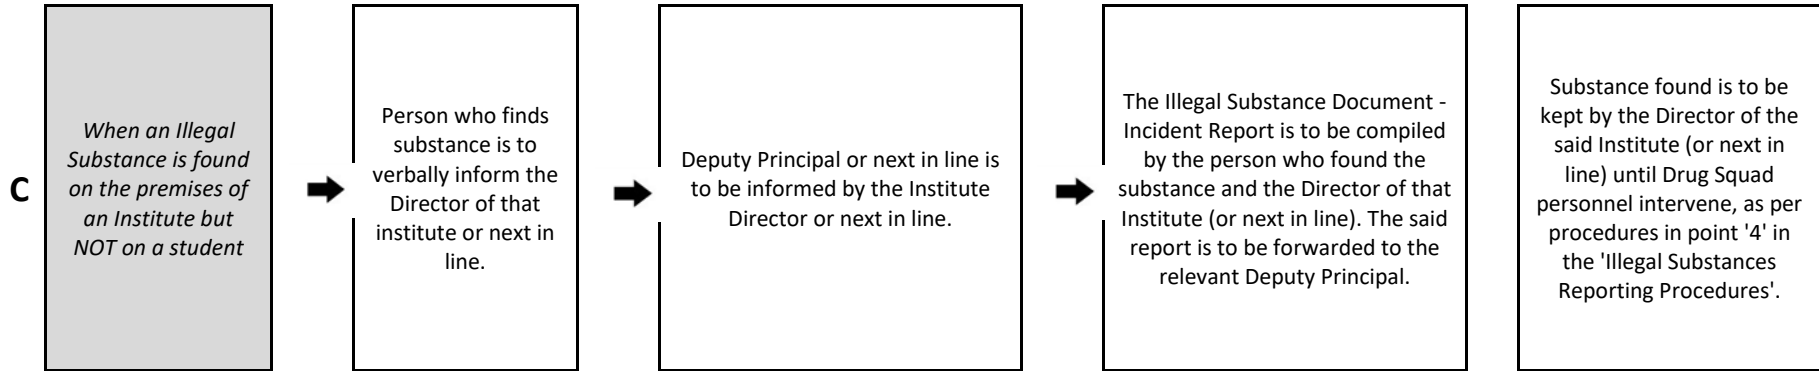 C
When an Illegal
Substance is found
on the premises of
an Institute but
NOT on a student
Person who finds
substance is to
verbally inform the
Director of that
institute or next in
line.
Deputy Principal or next in line is
to be informed by the Institute
Director or next in line.
The Illegal Substance Document -
Incident Report is to be compiled
by the person who found the
substance and the Director of that
Institute (or next in line). The said
report is to be forwarded to the
relevant Deputy Principal.
Substance found is to be
kept by the Director of the
said Institute (or next in
line) until Drug Squad
personnel intervene, as per
procedures in point '4' in
the 'Illegal Substances
Reporting Procedures'.